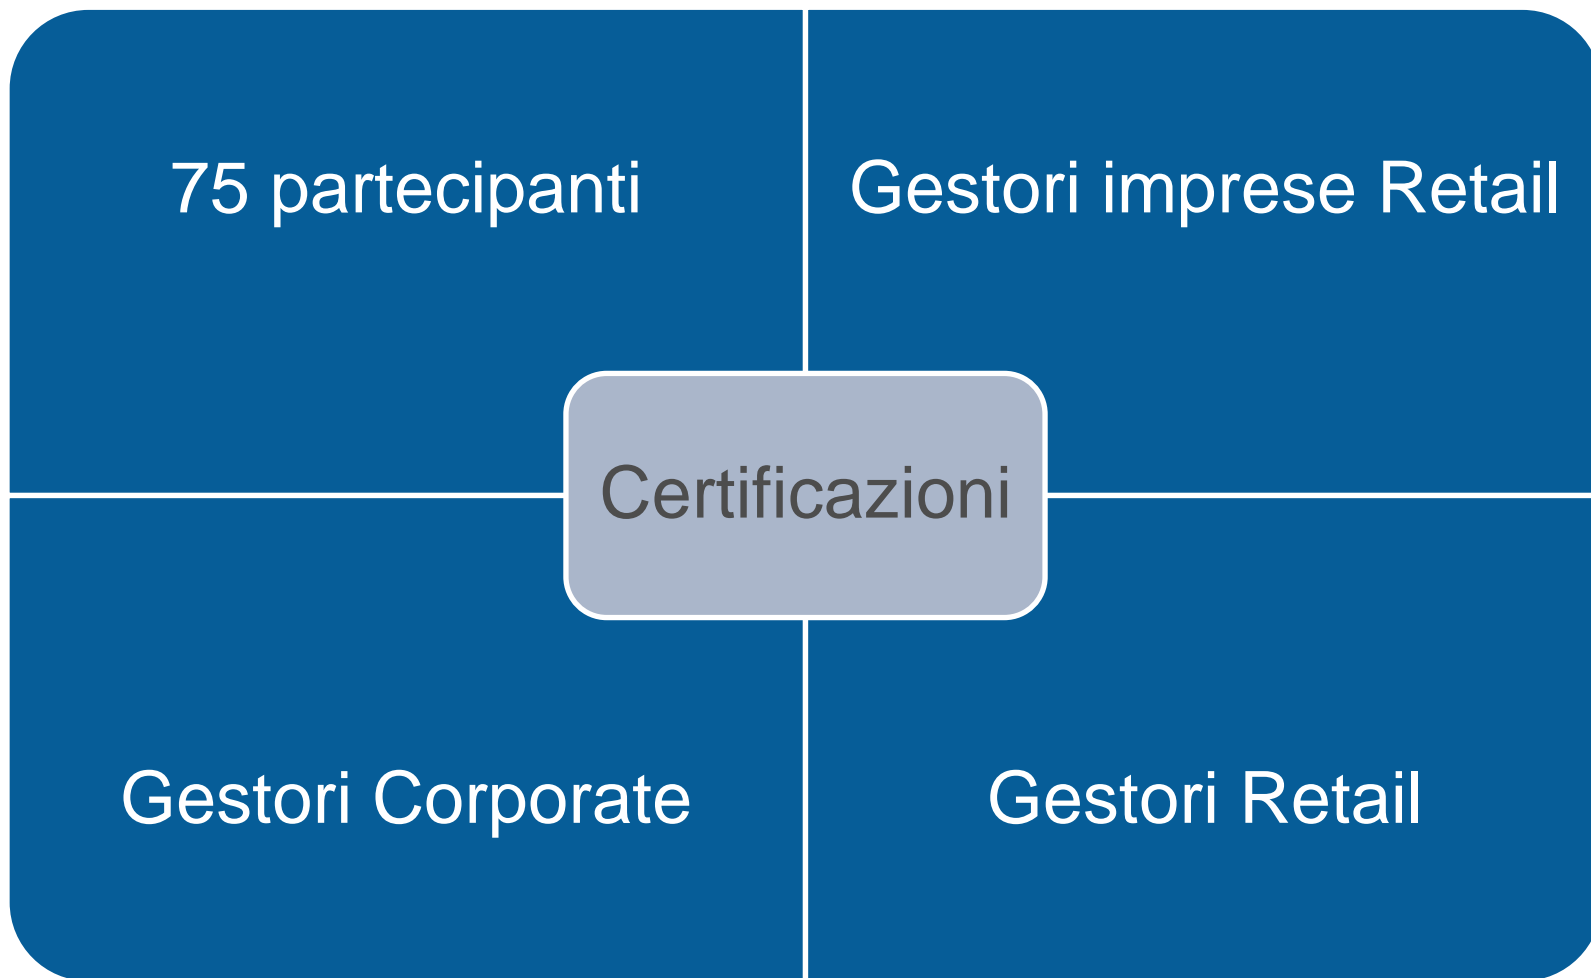 75 partecipanti
Gestori imprese Retail
Certificazioni
Gestori Corporate
Gestori Retail